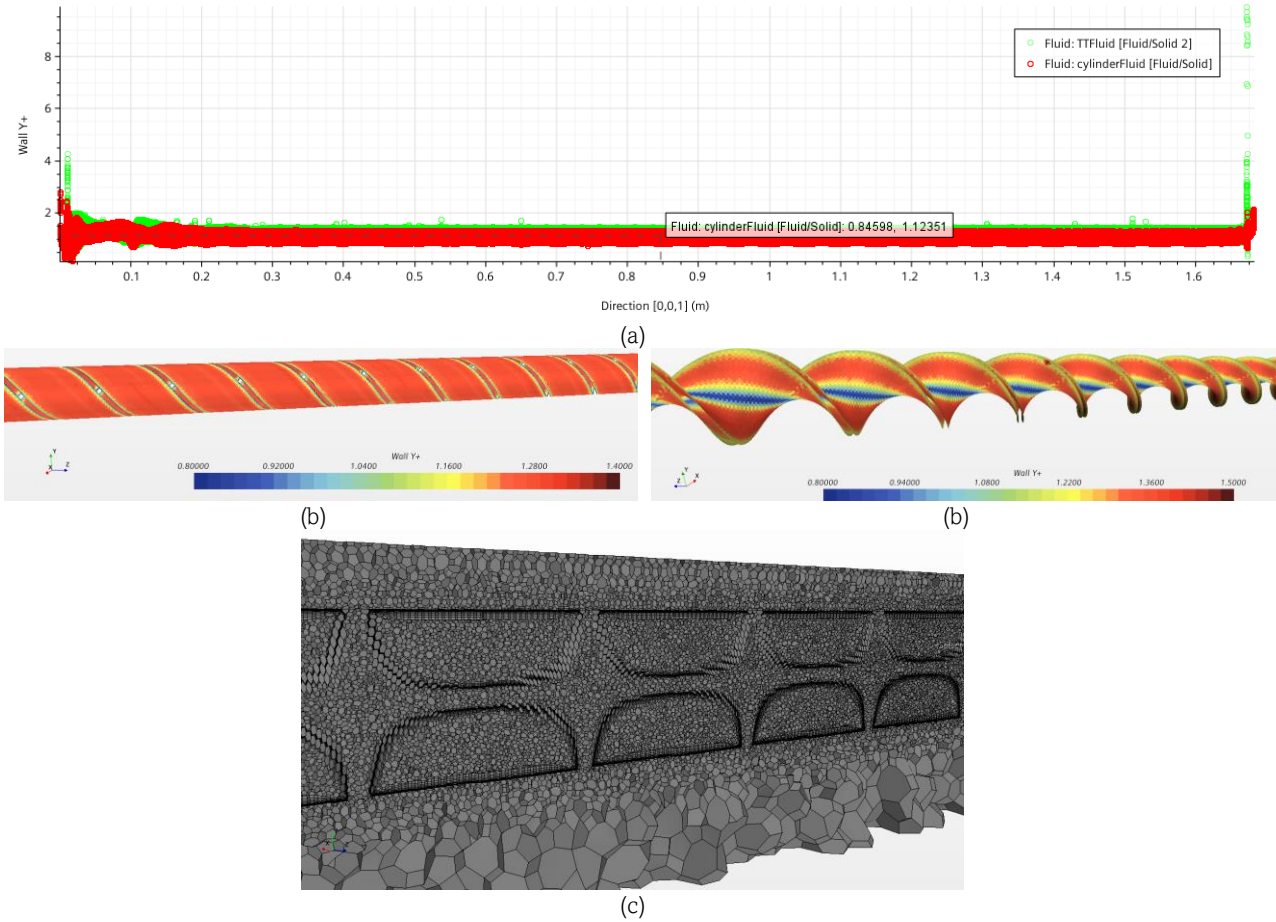 Wall Y+
8
6
4
2
Fluid: TTFluid [Fluid/Solid 2]
Fluid: cylinderFluid [Fluid/Solid]
Fluid: cylinderFluid [Fluid/Solid]: 0.84598, 1.12351
0.1 0.2 0.3 0.4 0.5 0.6 0.7 0.8 0.9 1 1.1 1.2 1.3 1.4 1.5 1.6
Direction [0,0,1] (m)
(a)
Y
X Z
Wall Y+
0.80000 0.92000 1.0400 1.1600 1.2800 1.4000
(b)
Y
Z X
Wall Y+
0.80000 0.94000 1.0800 1.2200 1.3600 1.5000
(b)
(c)